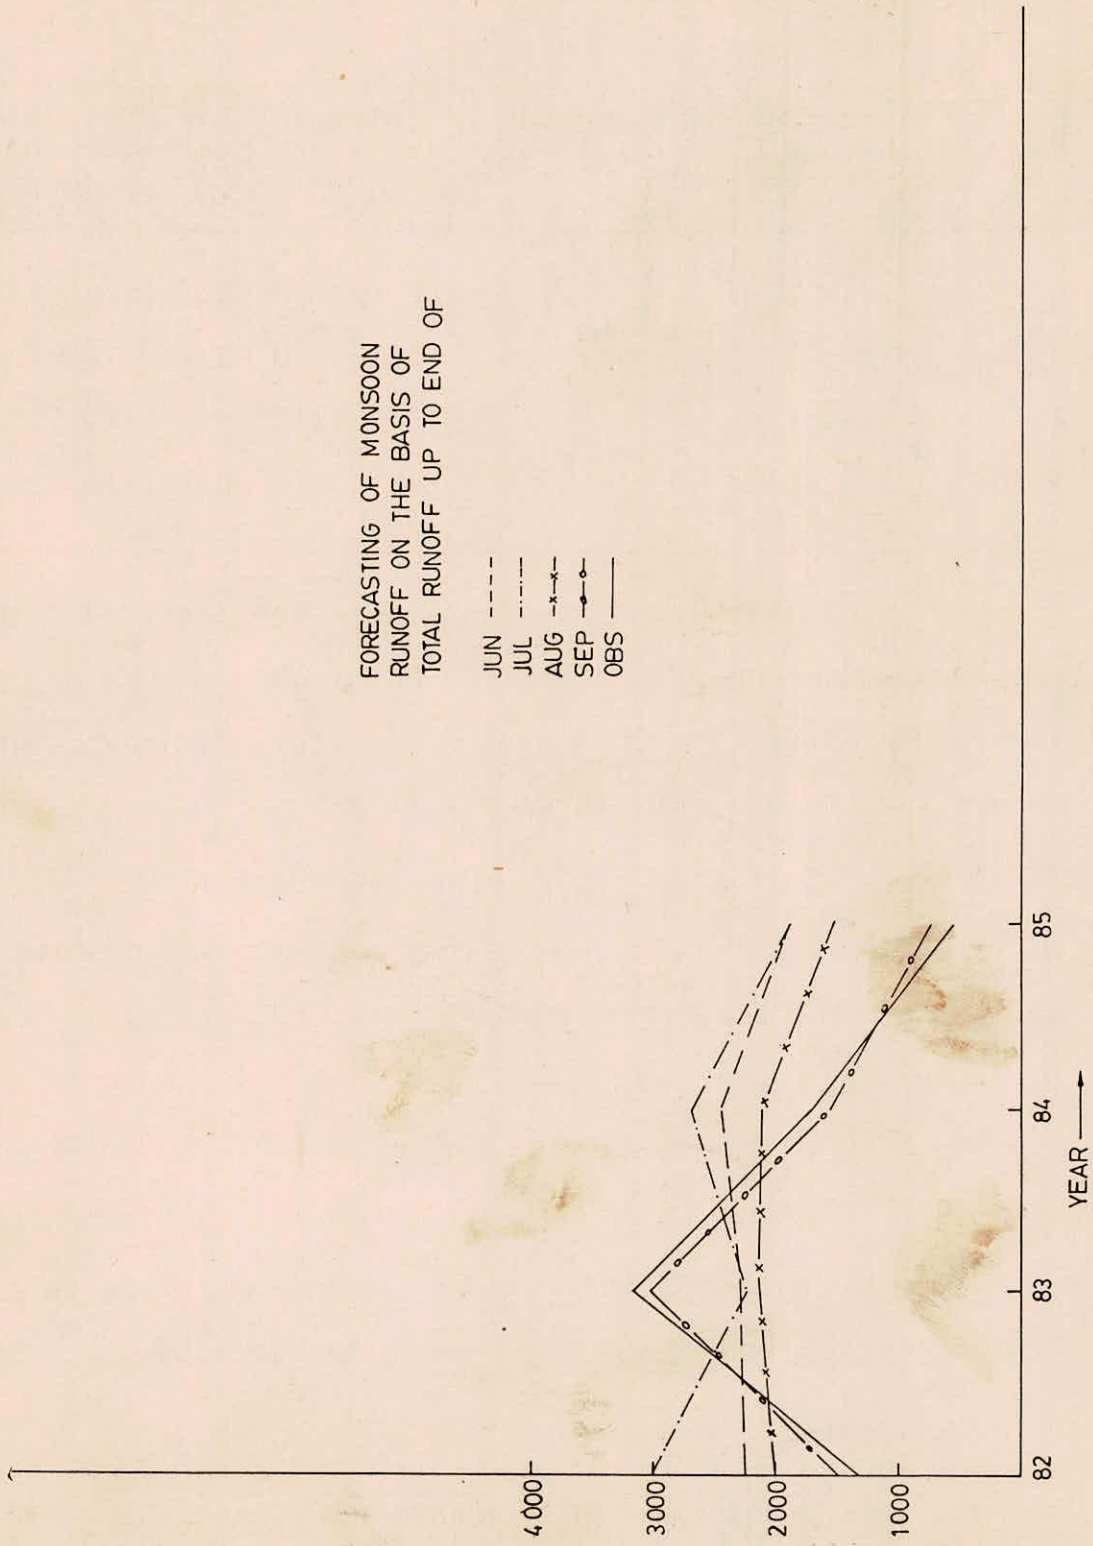 FORECASTING OF MONSOON
RUNOFF ON THE BASIS OF
TOTAL RUNOFF UP TO END OF
JUN
JUL
AUG
SEP
OBS
4000
3000
2000
1000
82
83
84
85
YEAR